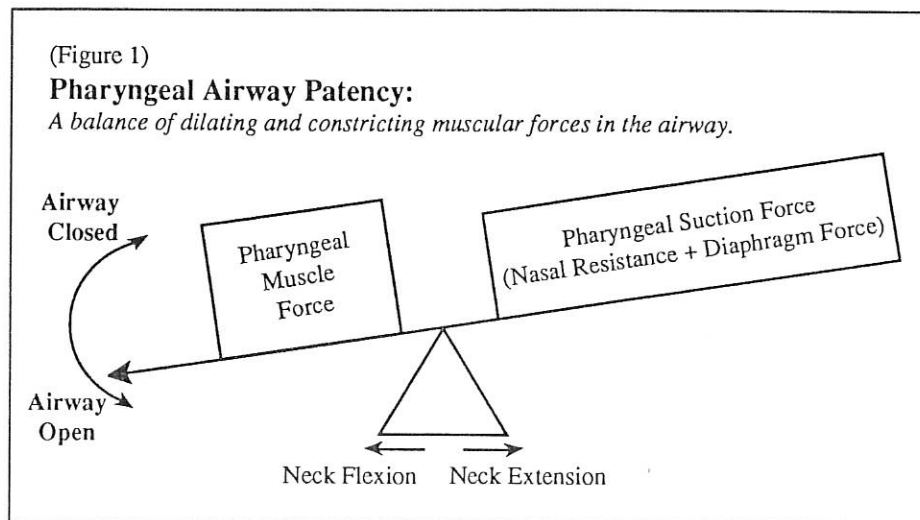 (Figure 1)
Pharyngeal Airway Patency:
A balance of dilating and constricting muscular forces in the airway.
Airway
Closed
Pharyngeal
Muscle
Force
Pharyngeal Suction Force
(Nasal Resistance + Diaphragm Force)
Airway
Open
Neck Flexion
Neck Extension